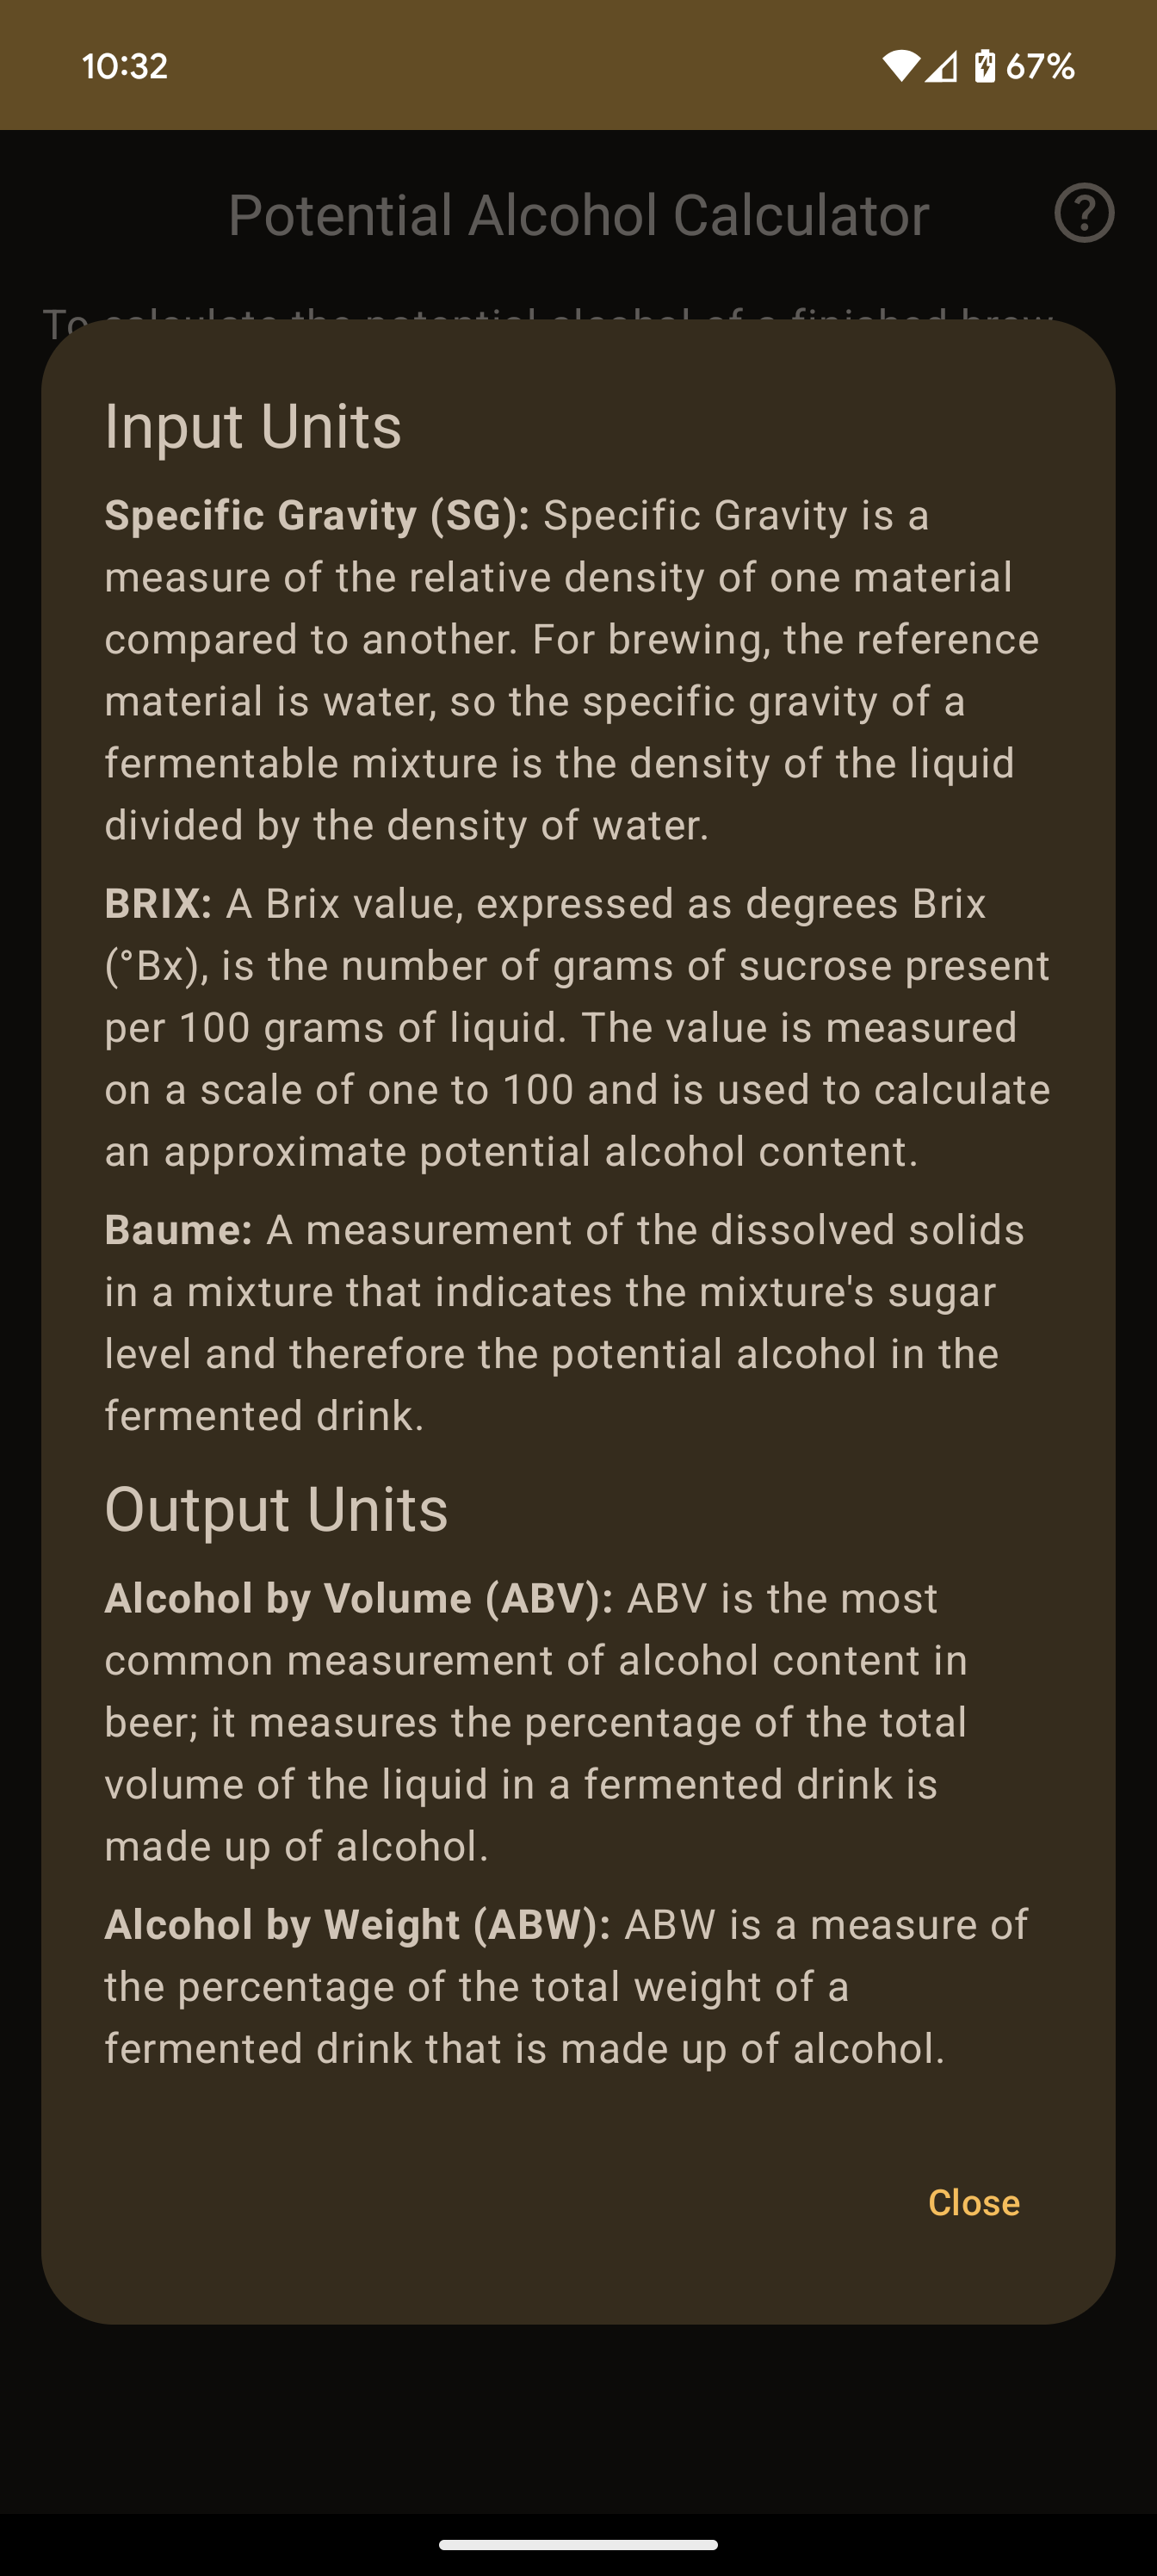 10:32
67%
Potential Alcohol Calculator
?
To calculate the potential alcohol of a finished brew
Input Units
Specific Gravity (SG): Specific Gravity is a
measure of the relative density of one material
compared to another. For brewing, the reference
material is water, so the specific gravity of a
fermentable mixture is the density of the liquid
divided by the density of water.
BRIX: A Brix value, expressed as degrees Brix
(°Bx), is the number of grams of sucrose present
per 100 grams of liquid. The value is measured
on a scale of one to 100 and is used to calculate
an approximate potential alcohol content.
Baume: A measurement of the dissolved solids
in a mixture that indicates the mixture's sugar
level and therefore the potential alcohol in the
fermented drink.
Output Units
Alcohol by Volume (ABV): ABV is the most
common measurement of alcohol content in
beer; it measures the percentage of the total
volume of the liquid in a fermented drink is
made up of alcohol.
Alcohol by Weight (ABW): ABW is a measure of
the percentage of the total weight of a
fermented drink that is made up of alcohol.
Close